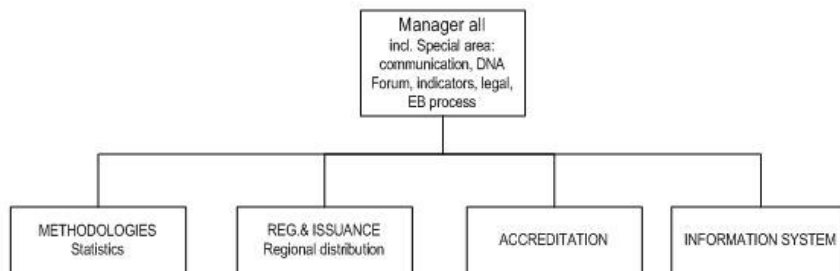 Manager all
incl. Special area:
communication, DNA
Forum, indicators, legal,
EB process
METHODOLOGIES
Statistics
REG.& ISSUANCE
Regional distribution
ACCREDITATION
INFORMATION SYSTEM